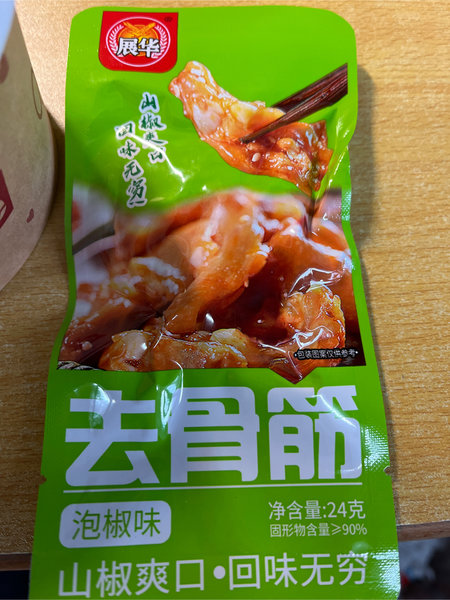 展华
山椒爽口
回味无穷!
·包装图案仅供参考·
去骨筋
泡椒味
净含量:24克
固形物含量≥90%
山椒爽口•回味无穷